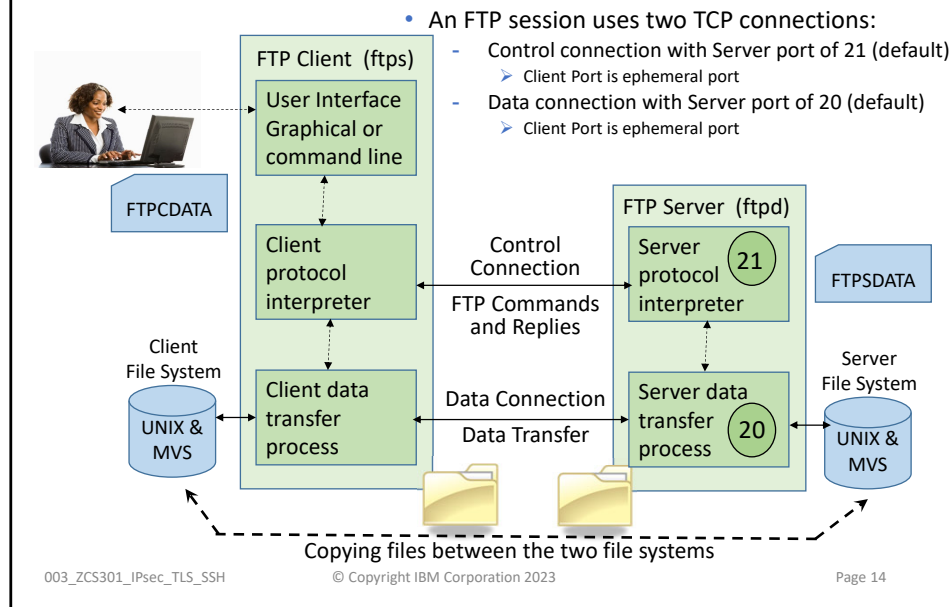 • An FTP session uses two TCP connections:
- Control connection with Server port of 21 (default)
➢ Client Port is ephemeral port
- Data connection with Server port of 20 (default)
➢ Client Port is ephemeral port
FTP Client (ftps)
User Interface
Graphical or
command line
FTPCDATA
Client
protocol
interpreter
Control
Connection
FTP Commands
and Replies
FTP Server (ftpd)
Server
protocol
interpreter
21
FTPSDATA
Client
File System
UNIX &
MVS
Client data
transfer
process
Data Connection
Data Transfer
Server data
transfer
process
20
Server
File System
UNIX &
MVS
Copying files between the two file systems
003_ZCS301_IPsec_TLS_SSH
© Copyright IBM Corporation 2023
Page 14